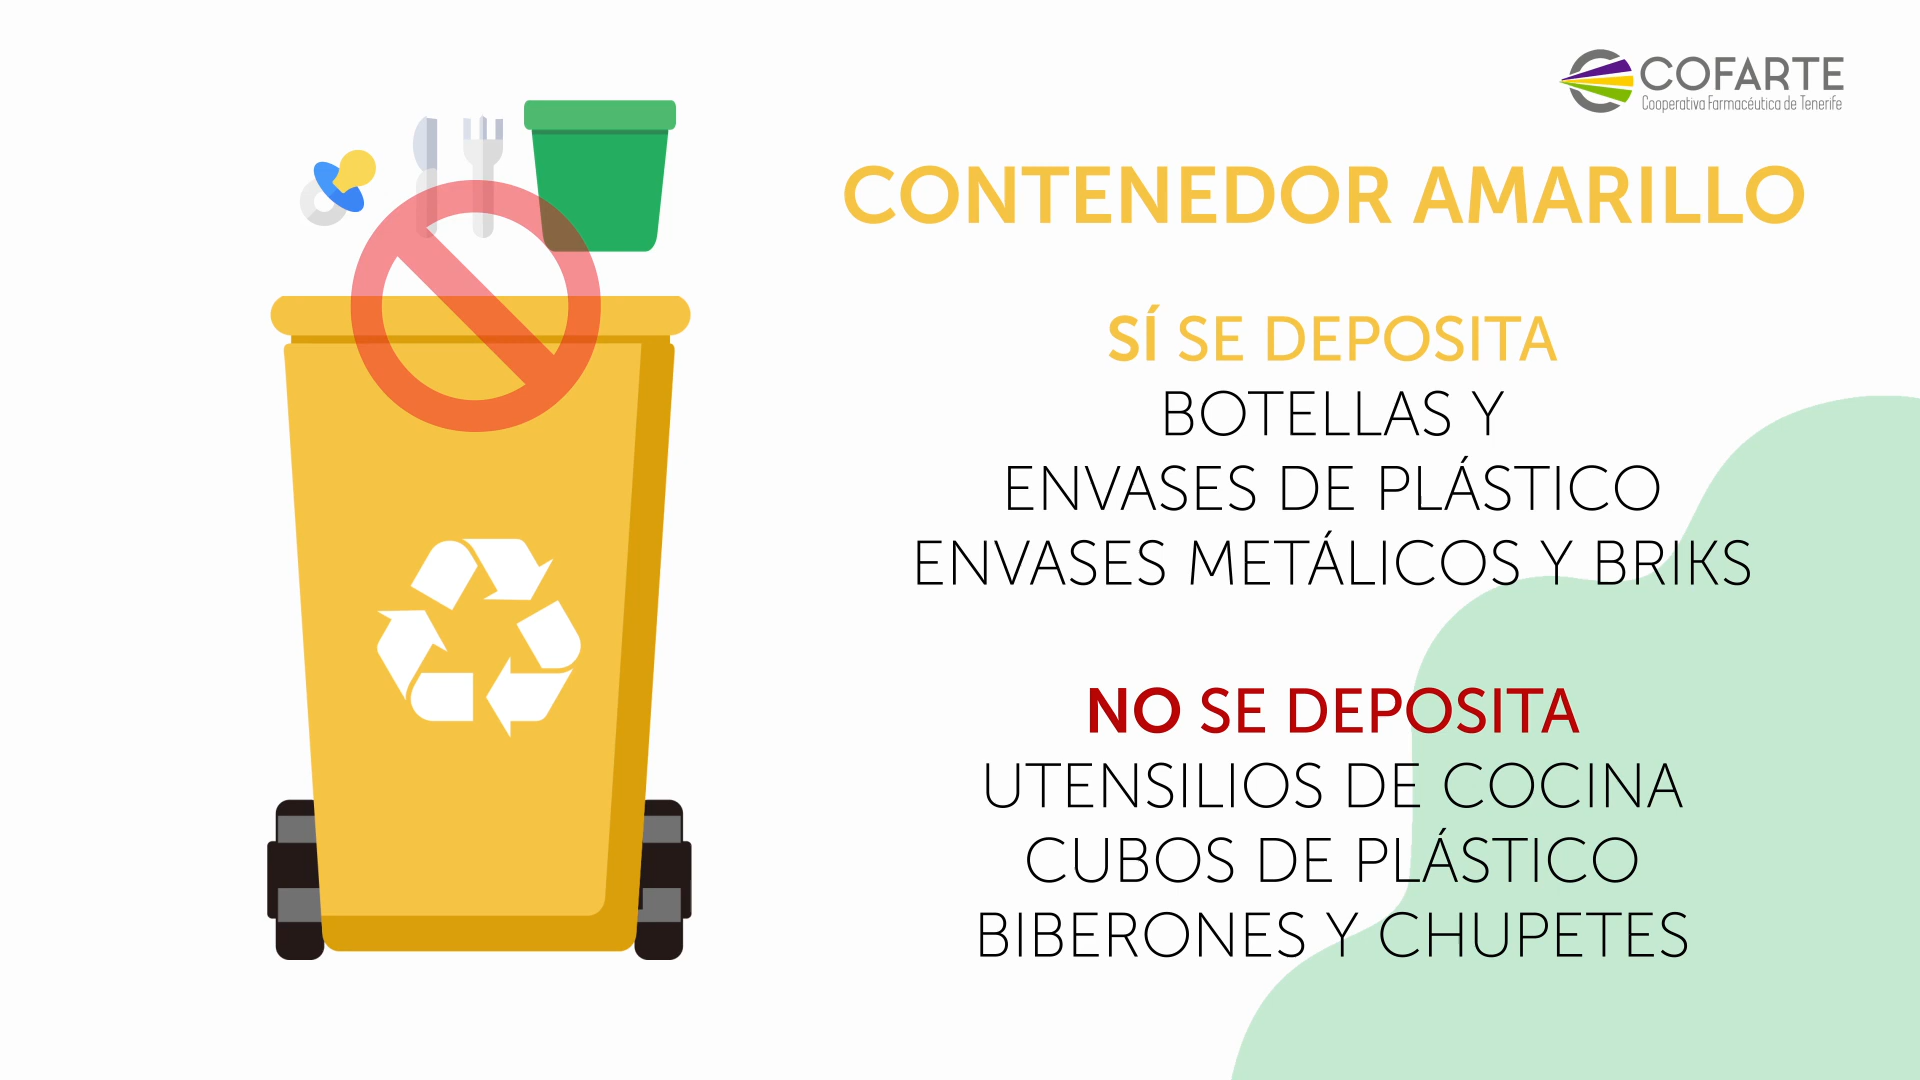 COFARTE
Cooperativa Farmacéutica de Tenerife
CONTENEDOR AMARILLO
SÍ SE DEPOSITA
BOTELLAS Y
ENVASES DE PLÁSTICO
ENVASES METÁLICOS Y BRIKS
NO SE DEPOSITA
UTENSILIOS DE COCINA
CUBOS DE PLÁSTICO
BIBERONES Y CHUPETES